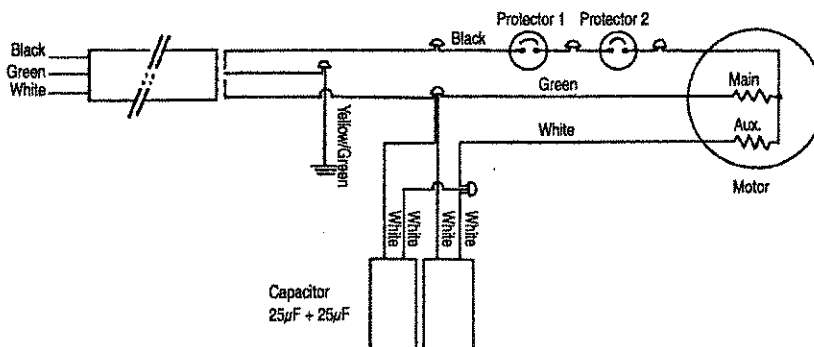 Protector 1 Protector 2
Black
Black
Green
White
Green
Main
Yellow/Green
White
Aux.
Motor
White
White
White
White
Capacitor
25µF + 25µF